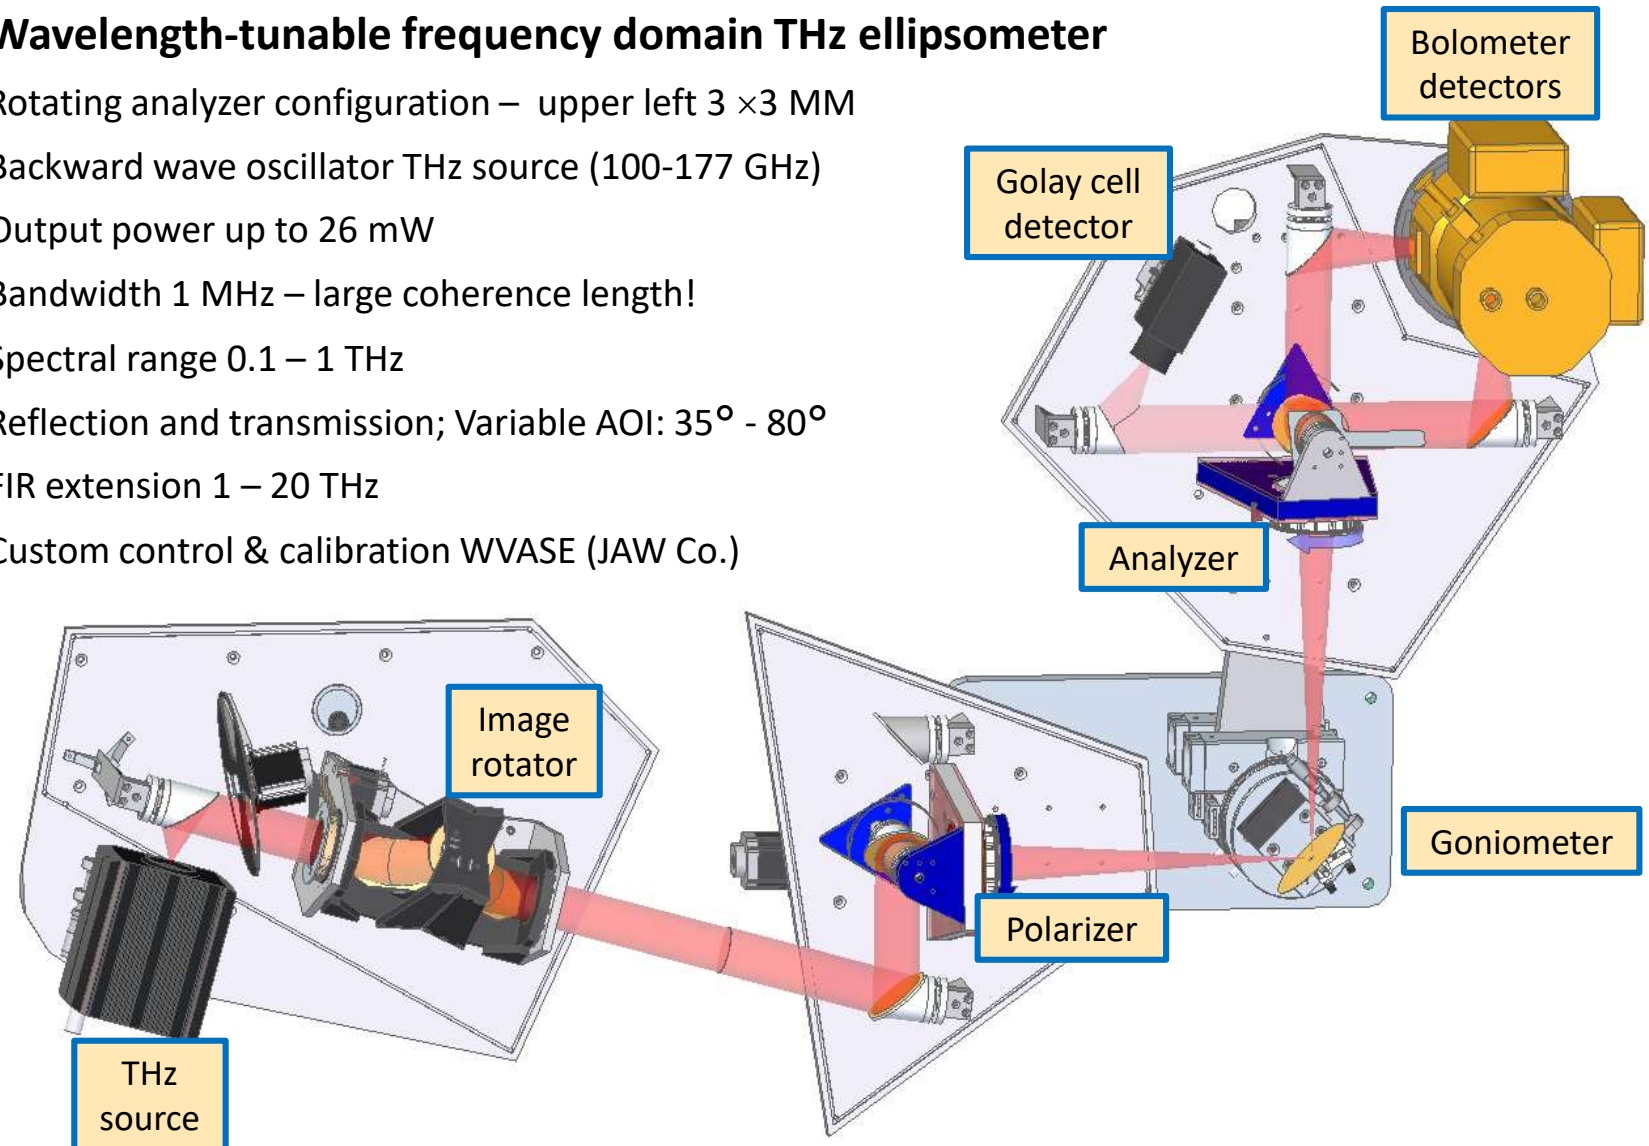 Wavelength-tunable frequency domain THz ellipsometer
Rotating analyzer configuration – upper left 3 ×3 MM
Backward wave oscillator THz source (100-177 GHz)
Output power up to 26 mW
Bandwidth 1 MHz – large coherence length!
Spectral range 0.1 – 1 THz
Reflection and transmission; Variable AOI: 35° - 80°
FIR extension 1 – 20 THz
Custom control & calibration WVASE (JAW Co.)
Bolometer
detectors
Golay cell
detector
Analyzer
Image
rotator
Goniometer
Polarizer
THz
source